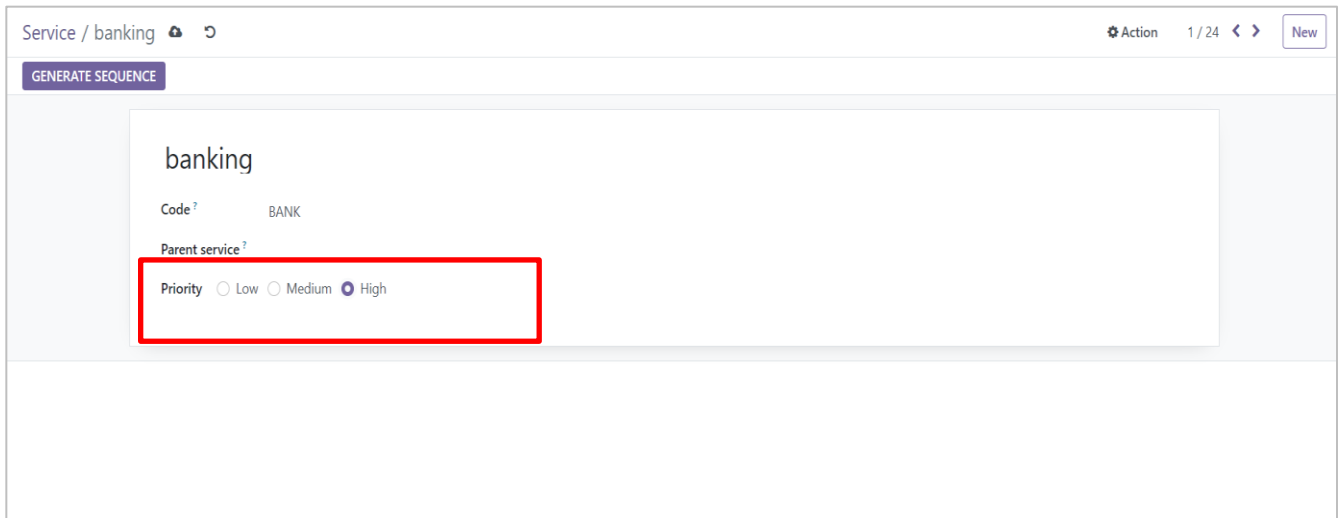 Service / banking
Action 1 / 24 New
GENERATE SEQUENCE
banking
Code ? BANK
Parent service ?
Priority Low Medium High